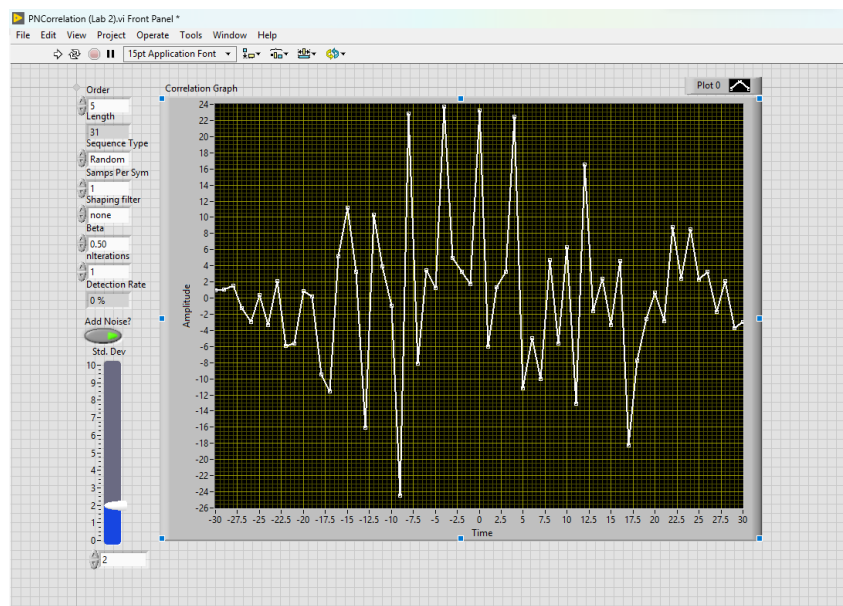 PNCorrelation (Lab 2).vi Front Panel *
File Edit View Project Operate Tools Window Help
15pt Application Font
Order
5
Length
31
Sequence Type
Random
Samps Per Sym
1
Shaping filter
none
Beta
0.50
nIterations
1
Detection Rate
0 %
Add Noise?
Std. Dev
10
9
8
7
6
5
4
3
2
1
0
2
Correlation Graph
Plot 0
Amplitude
24
22
20
18
16
14
12
10
8
6
4
2
0
-2
-4
-6
-8
-10
-12
-14
-16
-18
-20
-22
-24
-26
-30 -27.5 -25 -22.5 -20 -17.5 -15 -12.5 -10 -7.5 -5 -2.5 0 2.5 5 7.5 10 12.5 15 17.5 20 22.5 25 27.5 30
Time